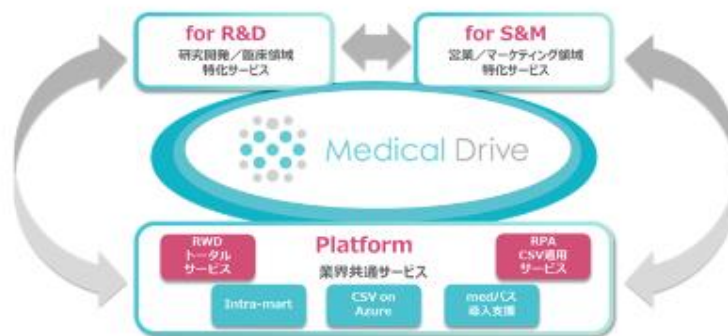 for R&D
研究開発／臨床領域
特化サービス
for S&M
営業／マーケティング領域
特化サービス
Medical Drive
Platform
業界共通サービス
RWD
トータル
サービス
RPA
CSV適用
サービス
Intra-mart
CSV on
Azure
medパス
導入支援